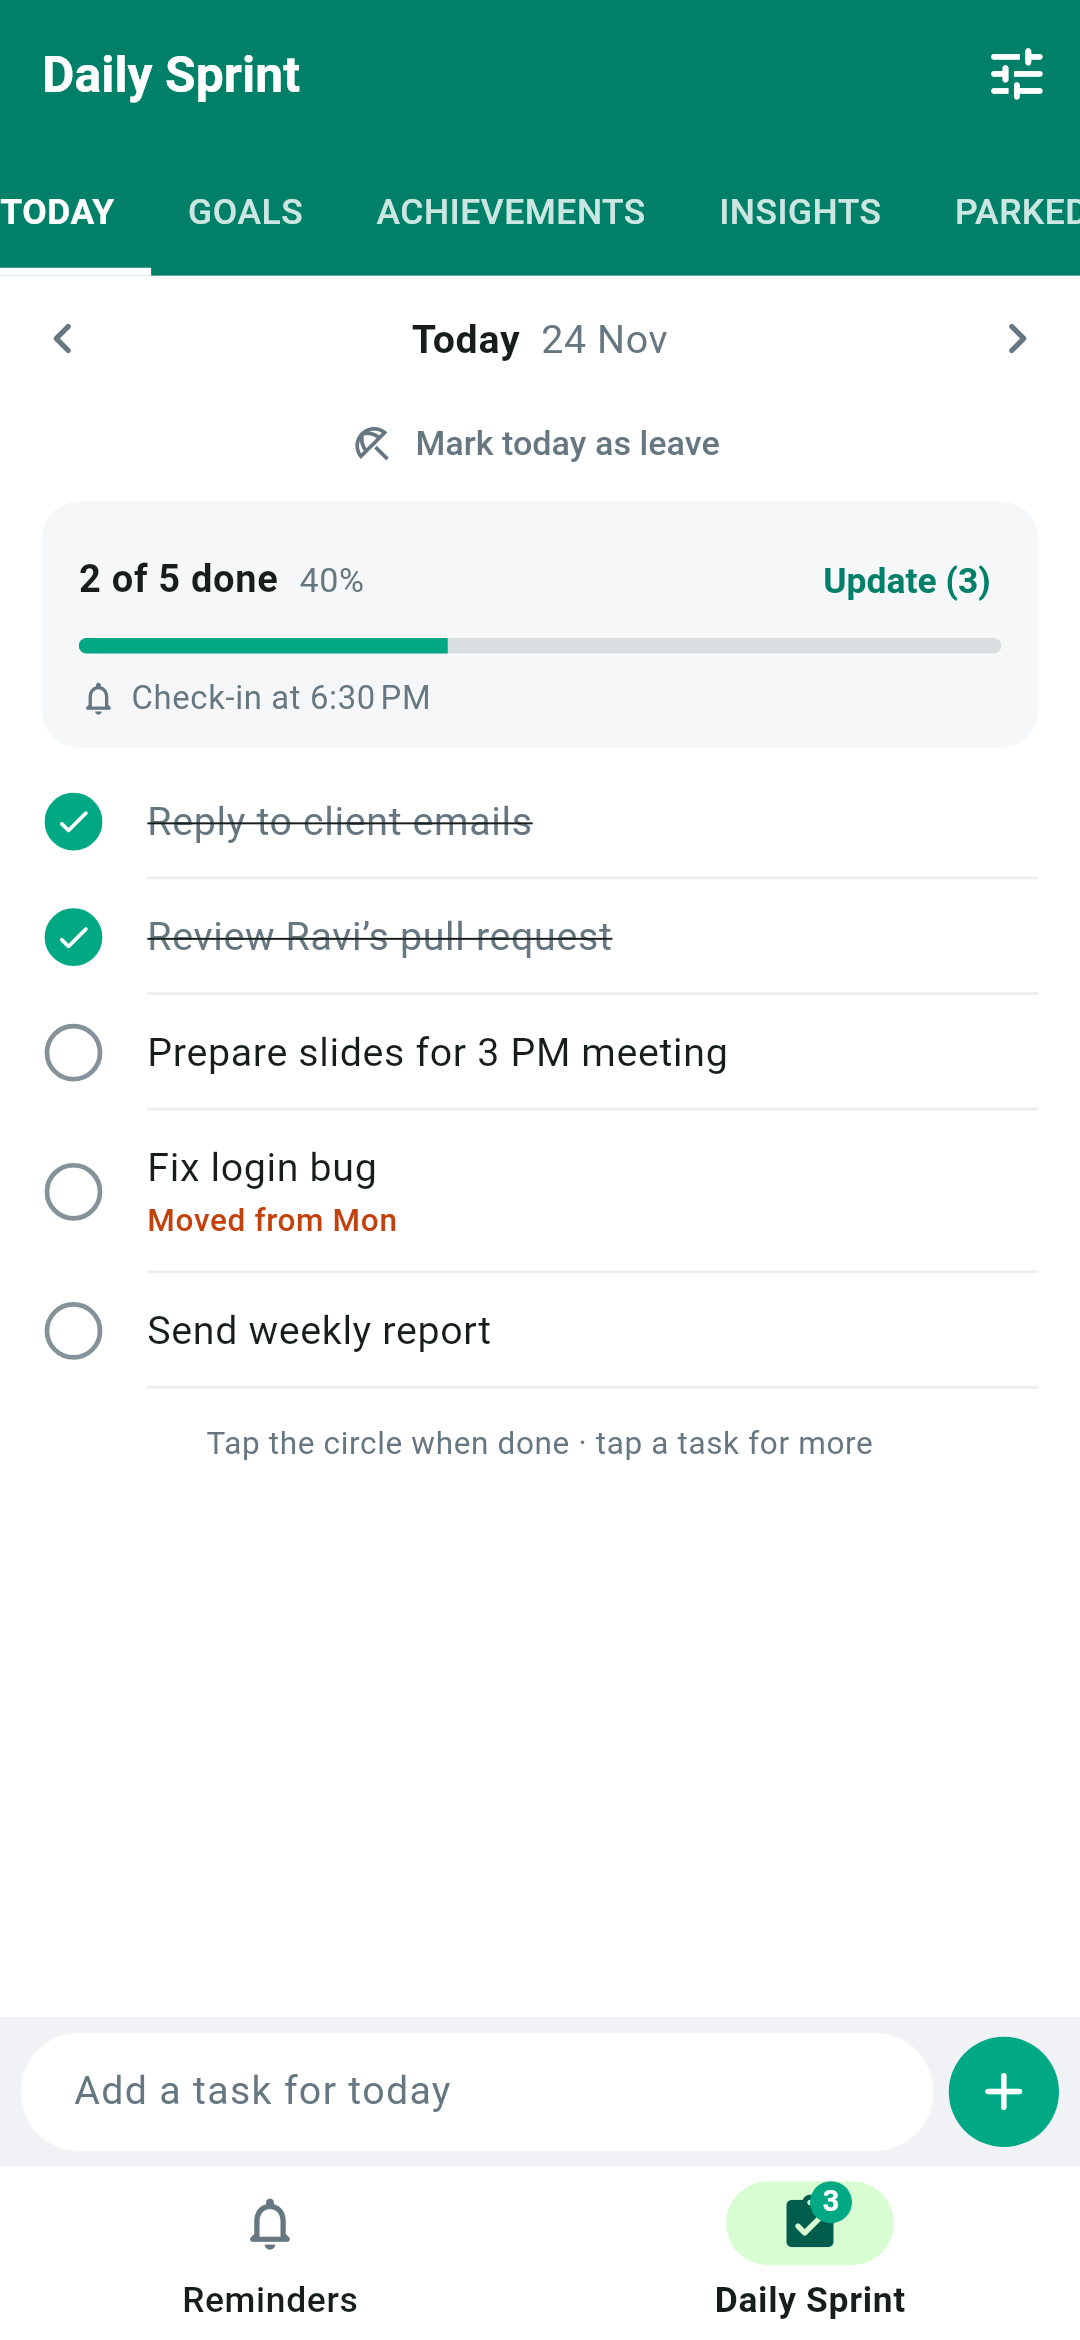 Daily Sprint
TODAY GOALS ACHIEVEMENTS INSIGHTS PARKED
Today 24 Nov
Mark today as leave
2 of 5 done 40% Update (3)
Check-in at 6:30 PM
Reply to client emails
Review Ravi’s pull request
Prepare slides for 3 PM meeting
Fix login bug
Moved from Mon
Send weekly report
Tap the circle when done · tap a task for more
Add a task for today
3
Reminders Daily Sprint